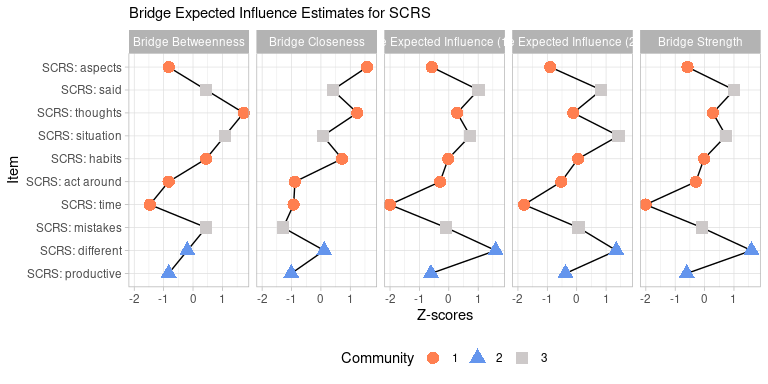 Bridge Expected Influence Estimates for SCRS
Bridge Betweenness Bridge Closeness e Expected Influence (1 e Expected Influence (2 Bridge Strength
SCRS: aspects
SCRS: said
SCRS: thoughts
SCRS: situation
SCRS: habits
SCRS: act around
SCRS: time
SCRS: mistakes
SCRS: different
SCRS: productive
Item
-2 -1 0 1 -2 -1 0 1 -2 -1 0 1 -2 -1 0 1 -2 -1 0 1
Z-scores
Community 1 2 3